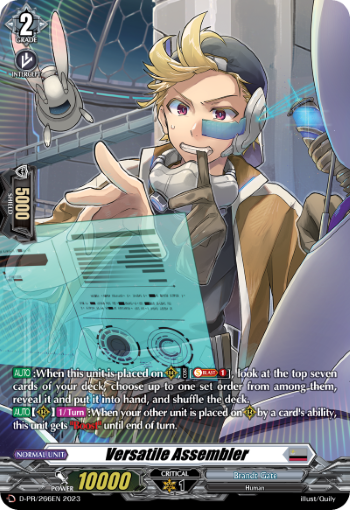 2
GRADE
INTERCEPT
5000
SHIELD
AUTO :When this unit is placed on [COST][SOUL BLAST 1], look at the top seven
cards of your deck, choose up to one set order from among them,
reveal it and put it into hand, and shuffle the deck.
AUTO 1/Turn :When your other unit is placed on by a card's ability,
this unit gets until end of turn.
NORMAL UNIT
Versatile Assembler
POWER 10000
CRITICAL
1
Brandt Gate
Human
D-PR/266EN 2023
illust/Quily